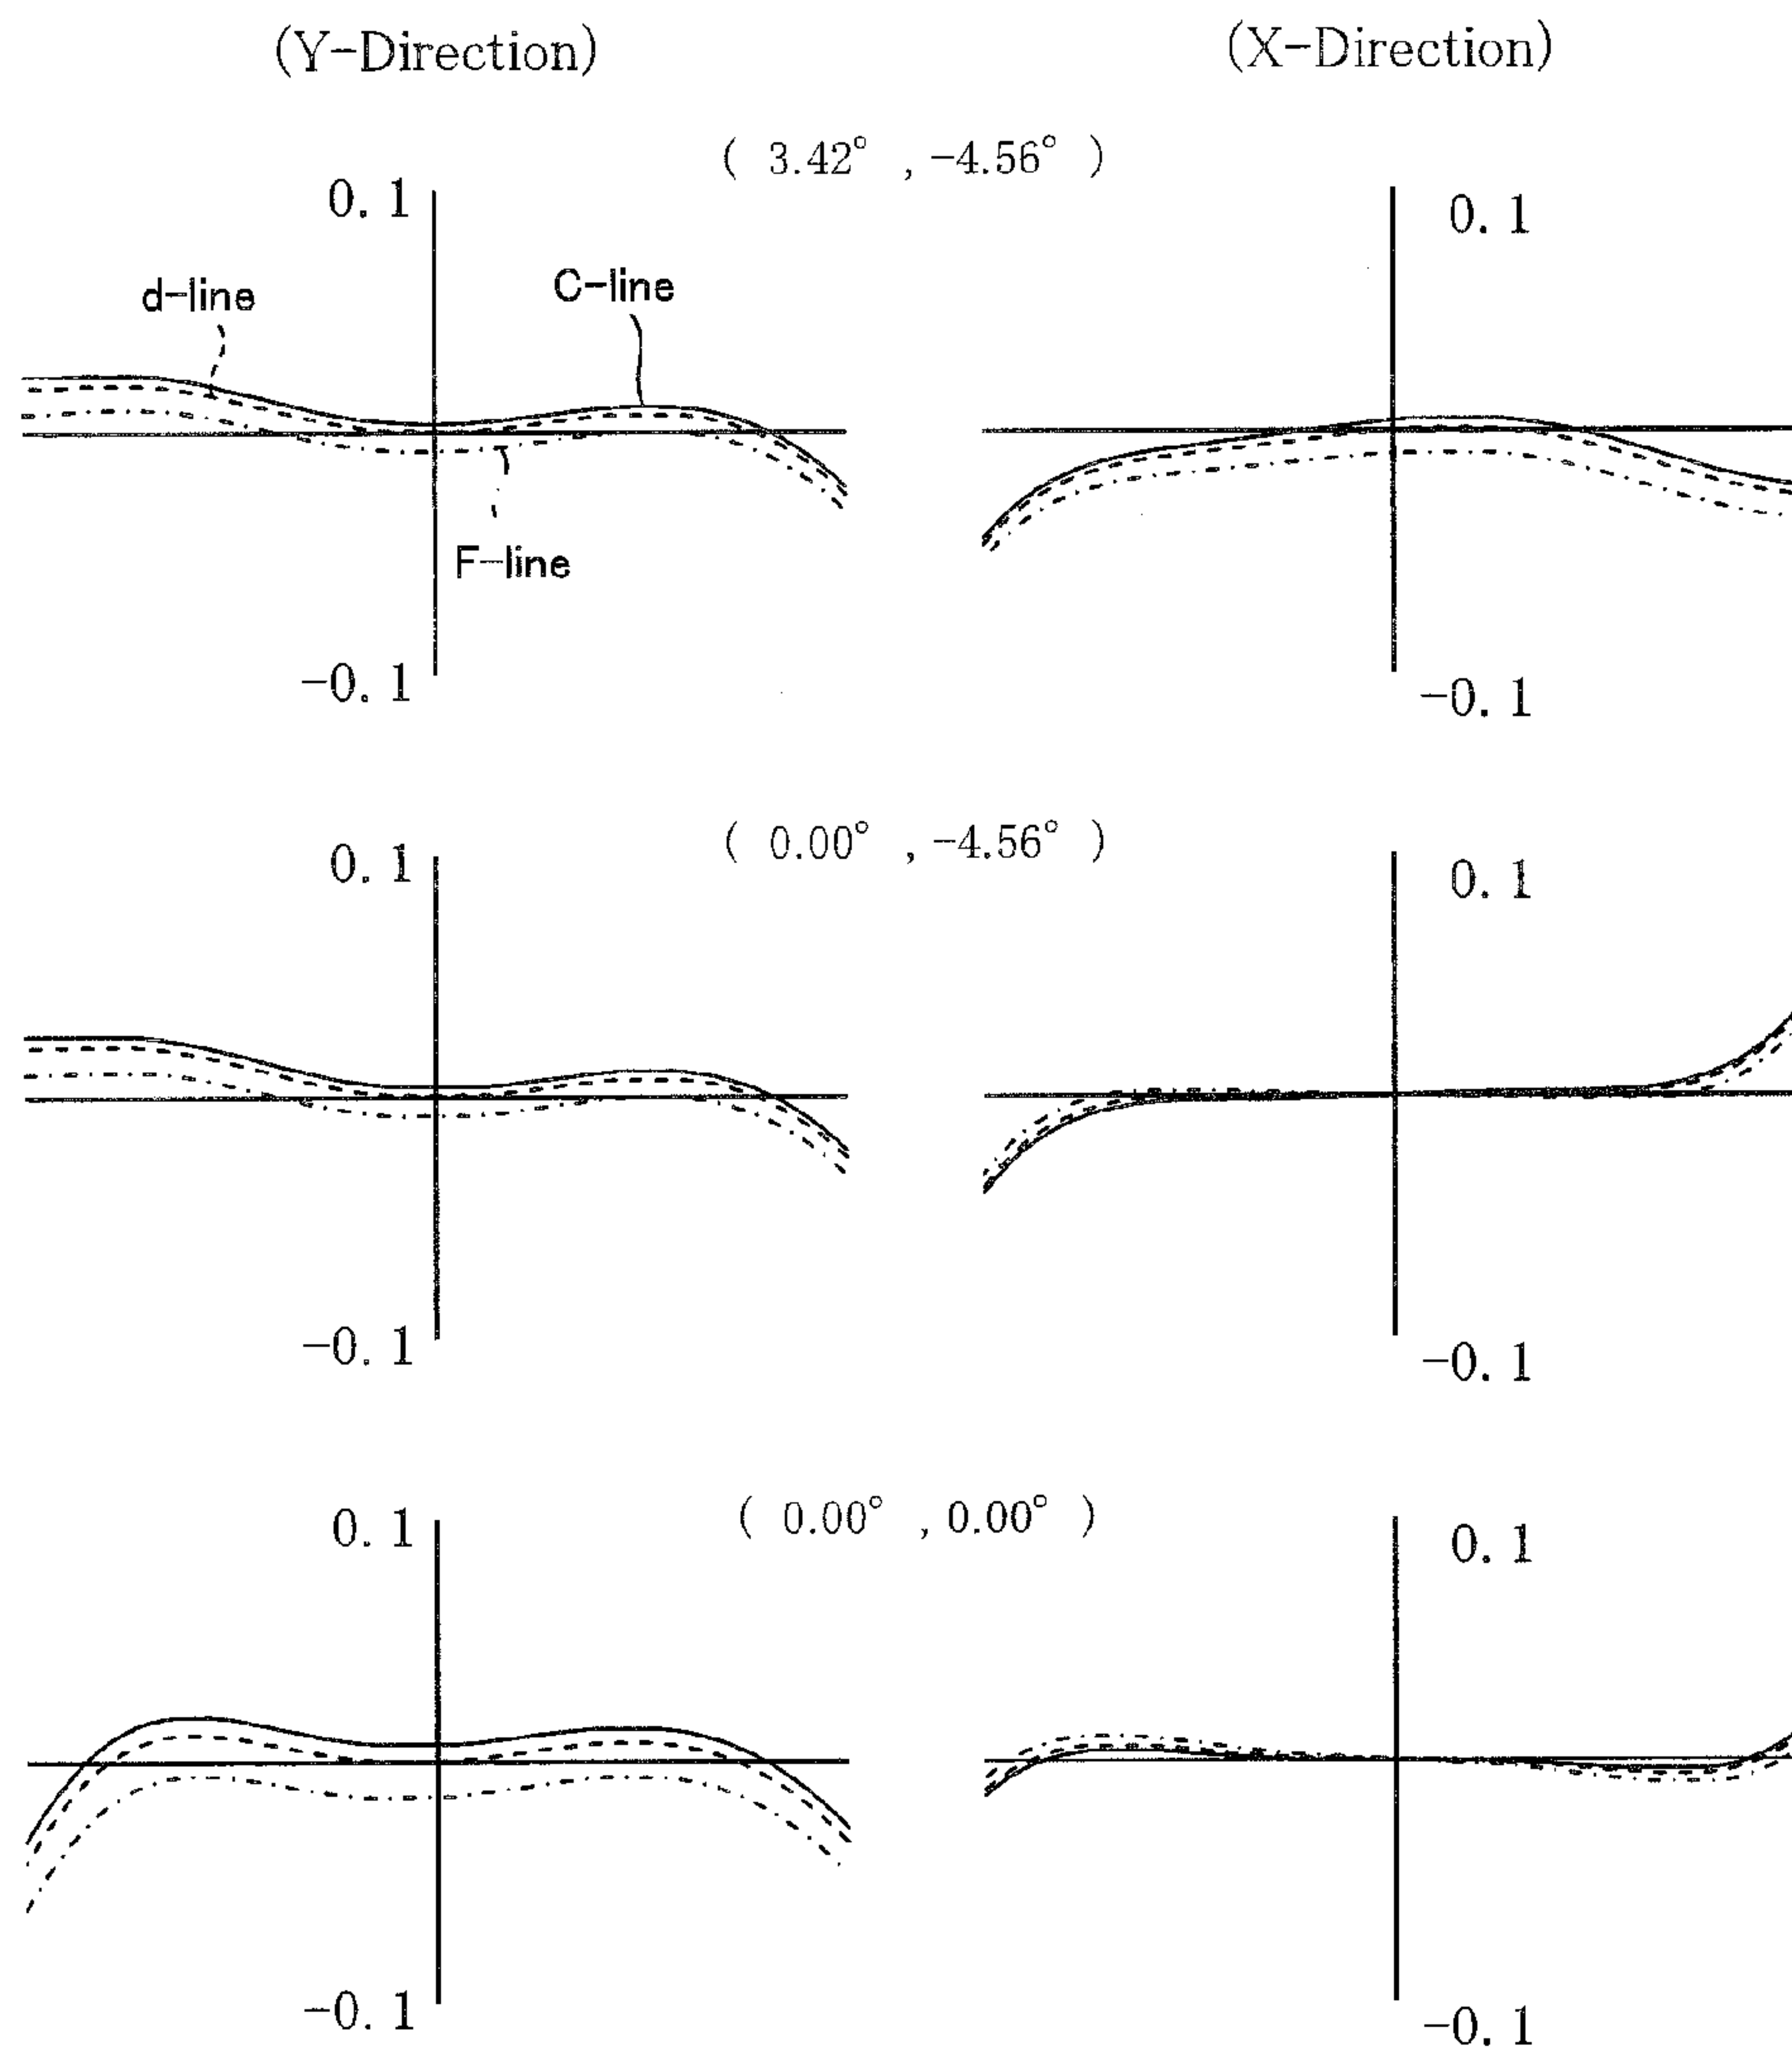 (Y-Direction) (X-Direction)
( 3.42° , -4.56° )
0.1 0.1
d-line C-line
F-line
-0.1 -0.1
( 0.00° , -4.56° )
0.1 0.1
-0.1 -0.1
( 0.00° , 0.00° )
0.1 0.1
-0.1 -0.1